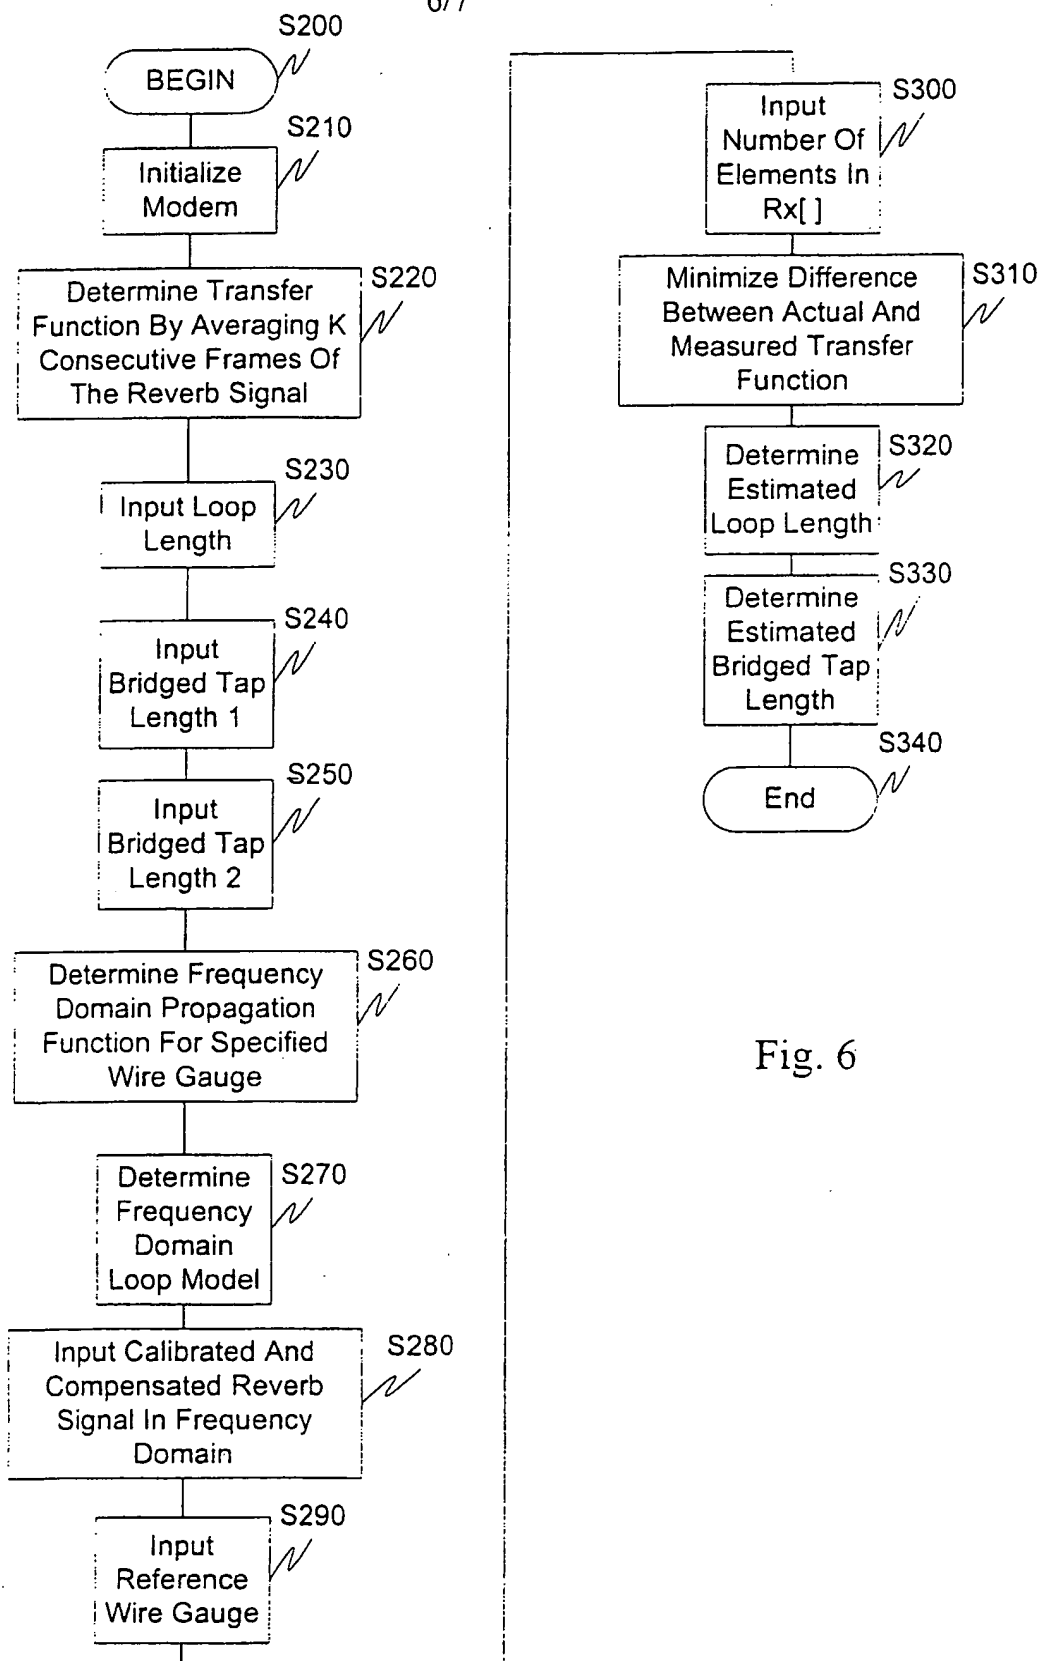 6/7
S200
BEGIN
S210
Initialize
Modem
S220
Determine Transfer
Function By Averaging K
Consecutive Frames Of
The Reverb Signal
S230
Input Loop
Length
S240
Input
Bridged Tap
Length 1
S250
Input
Bridged Tap
Length 2
S260
Determine Frequency
Domain Propagation
Function For Specified
Wire Gauge
S270
Determine
Frequency
Domain
Loop Model
S280
Input Calibrated And
Compensated Reverb
Signal In Frequency
Domain
S290
Input
Reference
Wire Gauge
S300
Input
Number Of
Elements In
Rx[ ]
S310
Minimize Difference
Between Actual And
Measured Transfer
Function
S320
Determine
Estimated
Loop Length
S330
Determine
Estimated
Bridged Tap
Length
S340
End
Fig. 6